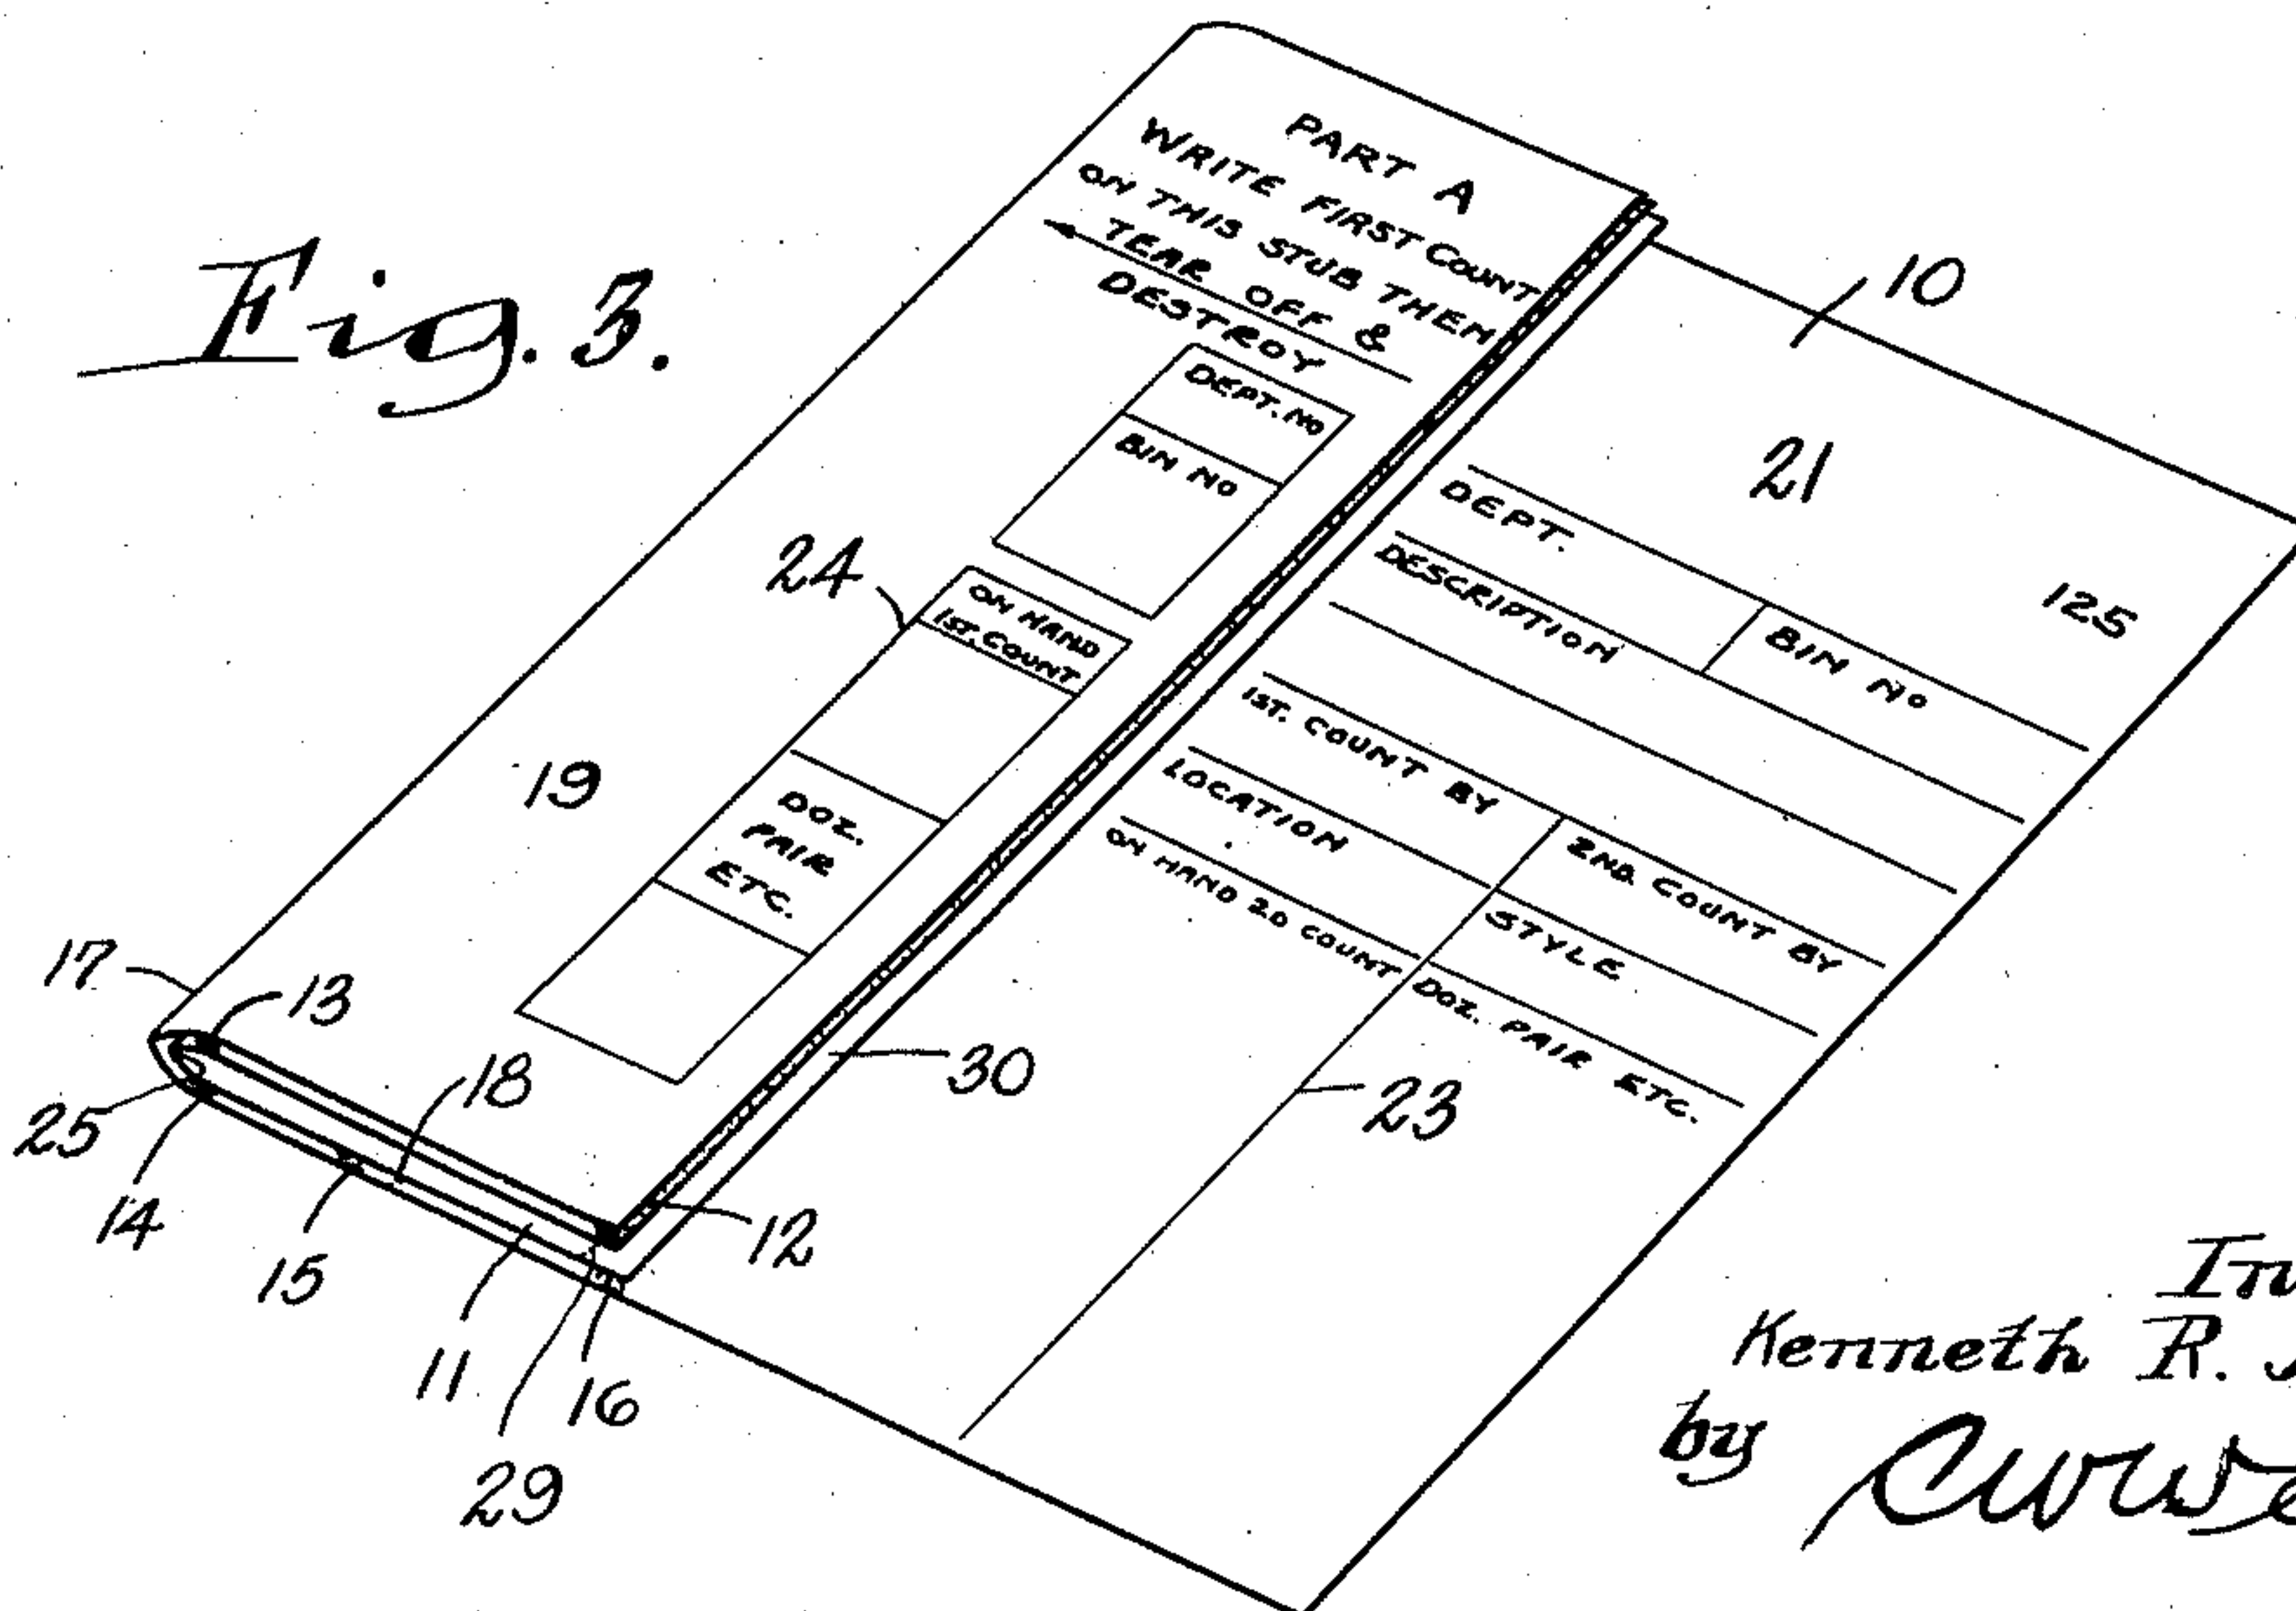 Fig. 3.
PART A
WRITE FIRST COUNT
ON THIS STUB THEM
TEAR OFF &
DESTROY
DEPT. NO
BIN NO
24
ON HAND
1ST. COUNT
DOZ.
PAIR
ETC.
19
10
21
125
DEPT.
BIN NO
DESCRIPTION
1ST. COUNT BY
2ND. COUNT BY
LOCATION
STYLE
ON HAND 2D COUNT
DOZ. PAIR ETC.
17
13
18
30
23
25
14
15
12
11
16
29
Kenneth R.
by